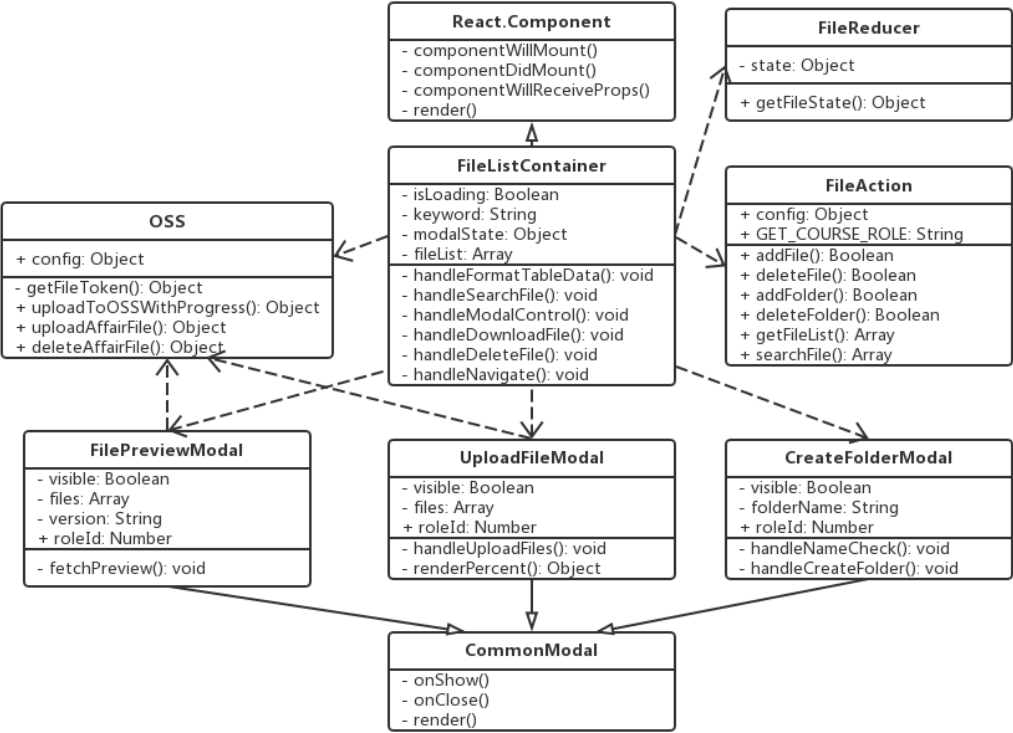 React.Component
- componentWillMount()
- componentDidMount()
- componentWillReceiveProps()
- render()
FileReducer
- state: Object
+ getFileState(): Object
FileListContainer
- isLoading: Boolean
- keyword: String
- modalState: Object
- fileList: Array
- handleFormatTableData(): void
- handleSearchFile(): void
- handleModalControl(): void
- handleDownloadFile(): void
- handleDeleteFile(): void
- handleNavigate(): void
FileAction
+ config: Object
+ GET_COURSE_ROLE: String
+ addFile(): Boolean
+ deleteFile(): Boolean
+ addFolder(): Boolean
+ deleteFolder(): Boolean
+ getFileList(): Array
+ searchFile(): Array
OSS
+ config: Object
- getFileToken(): Object
+ uploadToOSSWithProgress(): Object
+ uploadAffairFile(): Object
+ deleteAffairFile(): Object
FilePreviewModal
- visible: Boolean
- files: Array
- version: String
+ roleId: Number
- fetchPreview(): void
UploadFileModal
- visible: Boolean
- files: Array
+ roleId: Number
- handleUploadFiles(): void
- renderPercent(): Object
CreateFolderModal
- visible: Boolean
- folderName: String
+ roleId: Number
- handleNameCheck(): void
- handleCreateFolder(): void
CommonModal
- onShow()
- onClose()
- render()